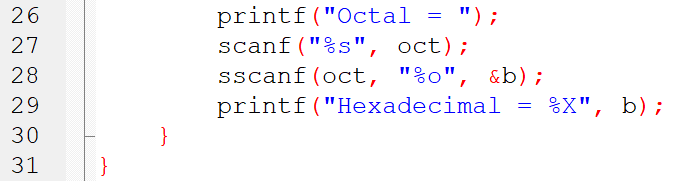 26 printf("Octal = ");
27 scanf("%s", oct);
28 sscanf(oct, "%o", &b);
29 printf("Hexadecimal = %X", b);
30 }
31 }